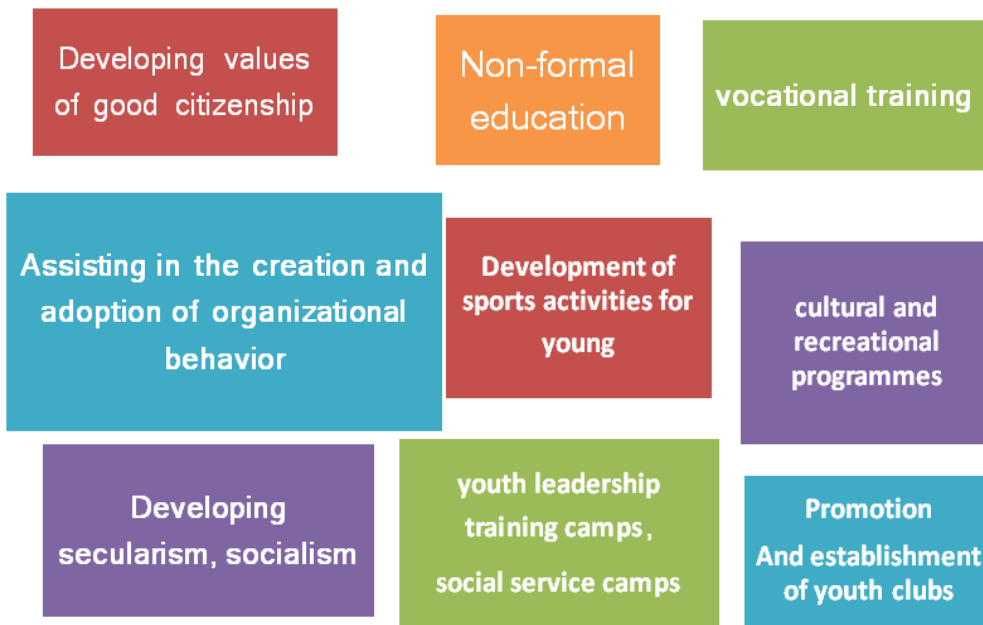 Developing values
of good citizenship
Non-formal
education
vocational training
Assisting in the creation and
adoption of organizational
behavior
Development of
sports activities for
young
cultural and
recreational
programmes
Developing
secularism, socialism
youth leadership
training camps,
social service camps
Promotion
And establishment
of youth clubs